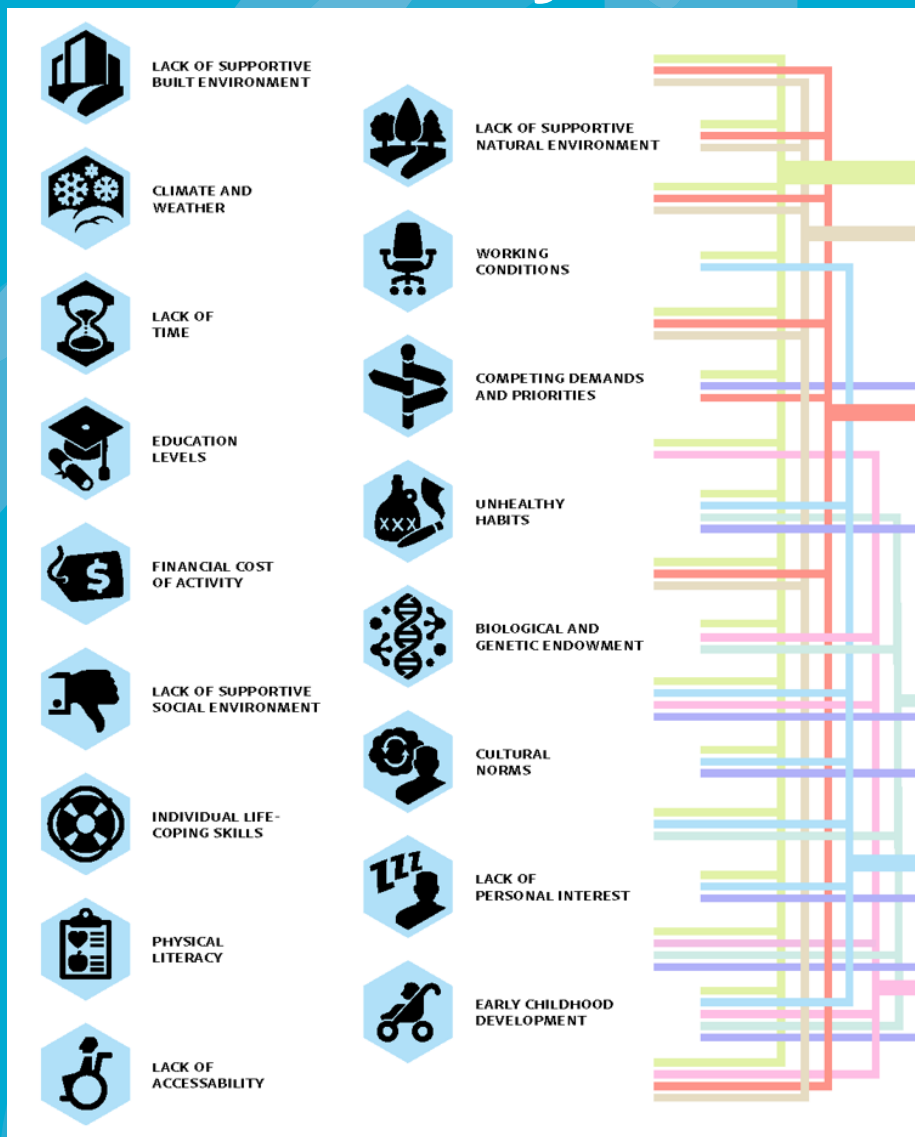 LACK OF SUPPORTIVE
BUILT ENVIRONMENT
LACK OF SUPPORTIVE
NATURAL ENVIRONMENT
CLIMATE AND
WEATHER
WORKING
CONDITIONS
LACK OF
TIME
COMPETING DEMANDS
AND PRIORITIES
EDUCATION
LEVELS
UNHEALTHY
HABITS
XXX
FINANCIAL COST
OF ACTIVITY
$
BIOLOGICAL AND
GENETIC ENDOWMENT
LACK OF SUPPORTIVE
SOCIAL ENVIRONMENT
CULTURAL
NORMS
INDIVIDUAL LIFE-
COPING SKILLS
ZZZ
LACK OF
PERSONAL INTEREST
PHYSICAL
LITERACY
EARLY CHILDHOOD
DEVELOPMENT
LACK OF
ACCESSABILITY